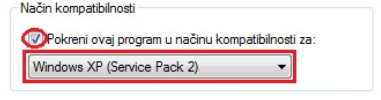 Način kompatibilnosti
Pokreni ovaj program u načinu kompatibilnosti za:
Windows XP (Service Pack 2)